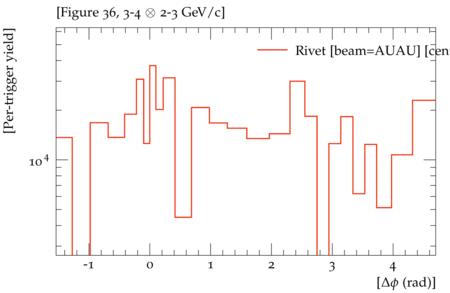 [Figure 36, 3-4 ⊗ 2-3 GeV/c]
[Per-trigger yield]
Rivet [beam=AUAU] [cen
10⁴
-1 0 1 2 3 4
[Δϕ (rad)]